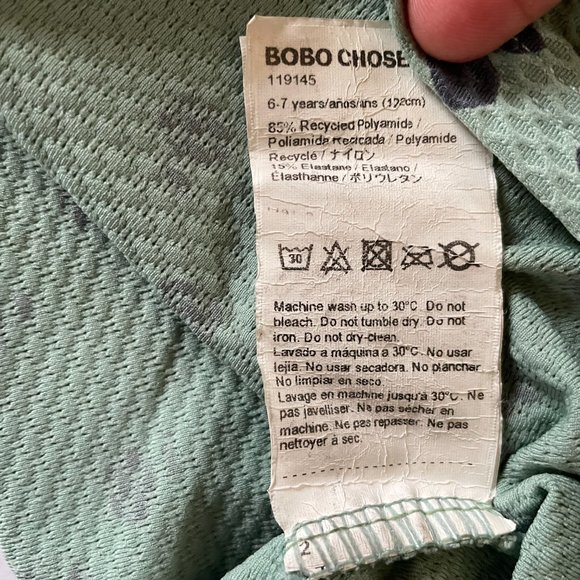 BOBO CHOSE
119145
6-7 years/años/ans (122cm)
85% Recycled Polyamide /
Poliamida Reciclada / Polyamide
Recyclé / ナイロン
15% Elastane / Elastano /
Élasthanne / ポリウレタン
30
Machine wash up to 30°C. Do not
bleach. Do not tumble dry. Do not
iron. Do not dry-clean.
Lavado a máquina a 30°C. No usar
lejia. No usar secadora. No planchar.
No limpiar en seco.
Lavage en machine jusqu'à 30°C. Ne
pas javelliser. Ne pas sécher en
machine. Ne pas repasser. Ne pas
nettoyer à sec.
2